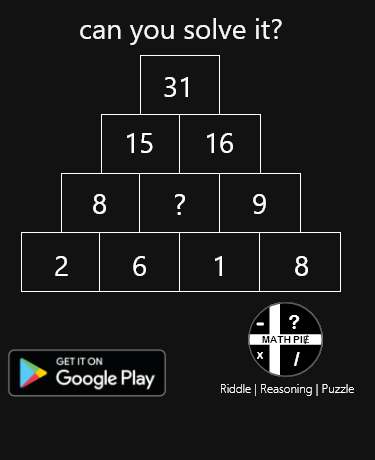 can you solve it?
31
15 16
8 ? 9
2 6 1 8
- ?
MATH PIE
x /
GET IT ON
Google Play
Riddle | Reasoning | Puzzle